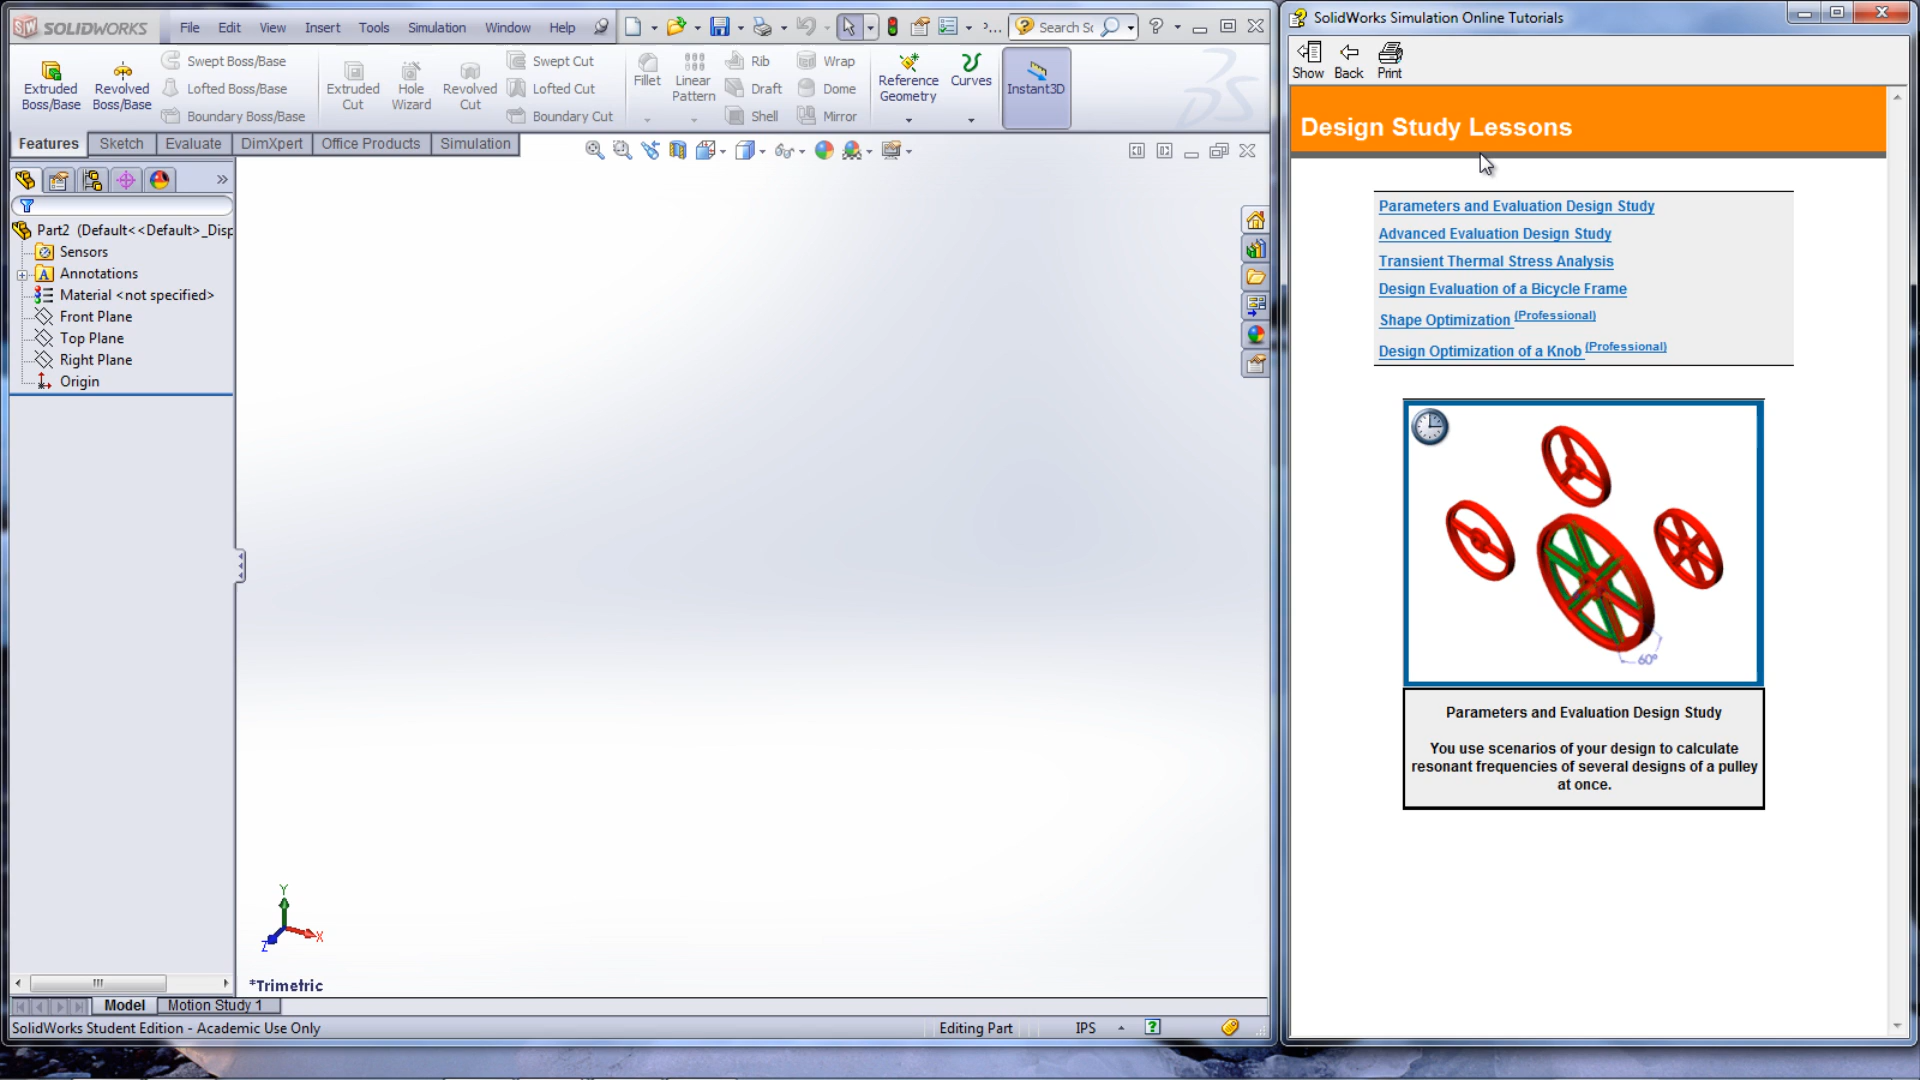 SOLIDWORKS File Edit View Insert Tools Simulation Window Help
Extruded Boss/Base
Revolved Boss/Base
Swept Boss/Base
Lofted Boss/Base
Boundary Boss/Base
Extruded Cut
Hole Wizard
Revolved Cut
Swept Cut
Lofted Cut
Boundary Cut
Fillet
Linear Pattern
Rib
Draft
Shell
Wrap
Dome
Mirror
Reference Geometry
Curves
Instant3D
Features Sketch Evaluate DimXpert Office Products Simulation
Part2 (Default<<Default>_Disp
Sensors
Annotations
Material <not specified>
Front Plane
Top Plane
Right Plane
Origin
Y
X
Z
*Trimetric
Model Motion Study 1
SolidWorks Student Edition - Academic Use Only Editing Part IPS
SolidWorks Simulation Online Tutorials
Show Back Print
Design Study Lessons
Parameters and Evaluation Design Study
Advanced Evaluation Design Study
Transient Thermal Stress Analysis
Design Evaluation of a Bicycle Frame
Shape Optimization (Professional)
Design Optimization of a Knob (Professional)
60º
Parameters and Evaluation Design Study
You use scenarios of your design to calculate
resonant frequencies of several designs of a pulley
at once.